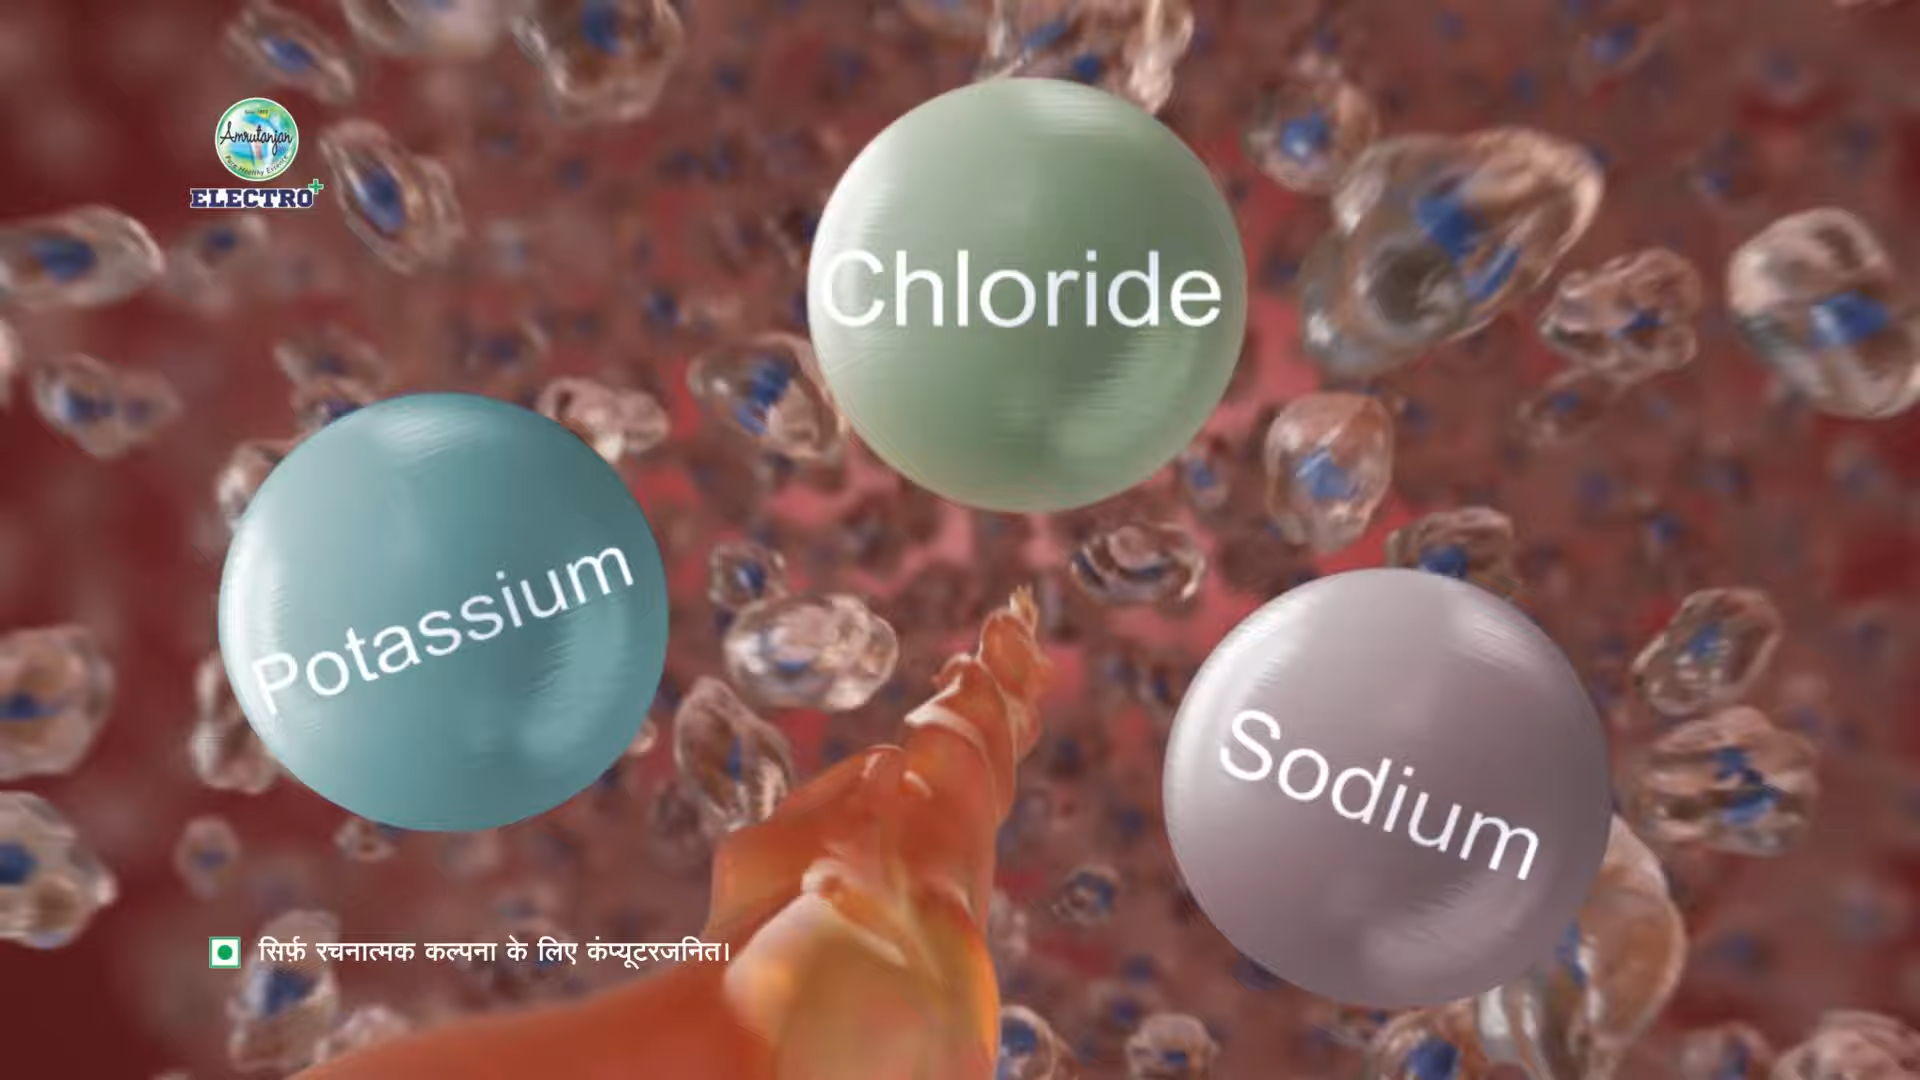 Amrutanjan
ELECTRO+
Chloride
Potassium
Sodium
सिर्फ़ रचनात्मक कल्पना के लिए कंप्यूटरजनित।